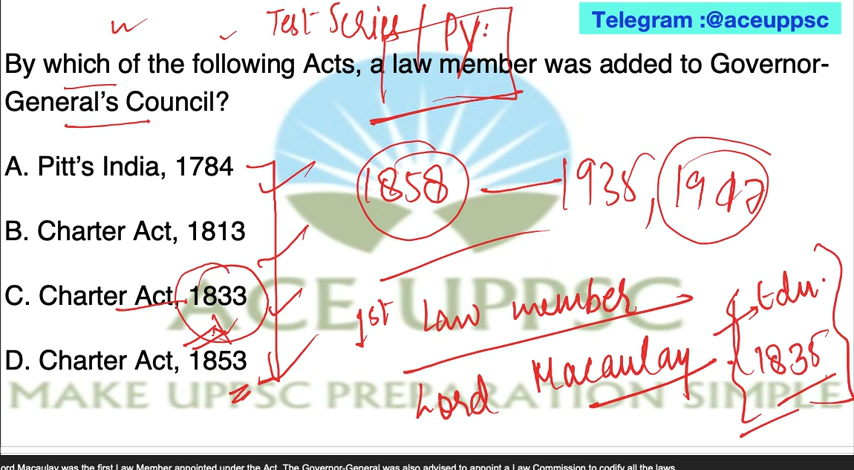 Test Series / PY:
Telegram :@aceuppsc
By which of the following Acts, a law member was added to Governor-
General's Council?
A. Pitt's India, 1784
1858 — 1935, 1947
B. Charter Act, 1813
C. Charter Act, 1833
ACE UPPSC
1st Law member
Edu.
D. Charter Act, 1853
Lord Macaulay
1835
MAKE UPPSC PREPARATION SIMPLE
ord Macaulay was the first Law Member appointed under the Act. The Governor-General was also advised to appoint a Law Commission to codify all the laws